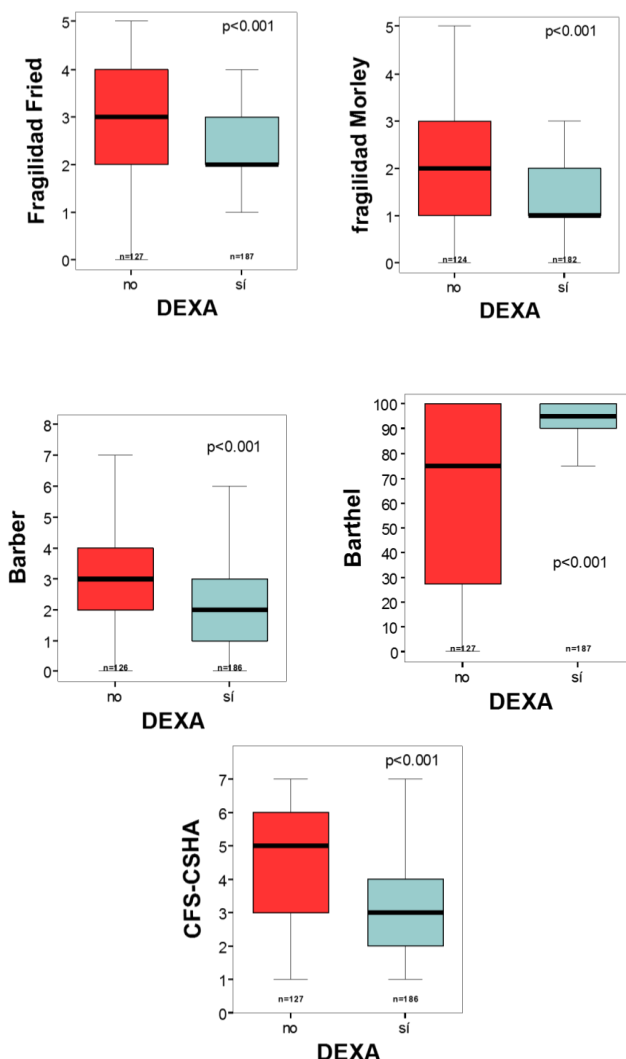 Fragilidad Fried
5
4
3
2
1
0
p<0.001
n=127
n=187
no
sí
DEXA
fragilidad Morley
5
4
3
2
1
0
p<0.001
n=124
n=182
no
sí
DEXA
Barber
8
7
6
5
4
3
2
1
0
p<0.001
n=126
n=186
no
sí
DEXA
Barthel
100
90
80
70
60
50
40
30
20
10
0
p<0.001
n=127
n=187
no
sí
DEXA
CFS-CSHA
7
6
5
4
3
2
1
0
p<0.001
n=127
n=186
no
sí
DEXA